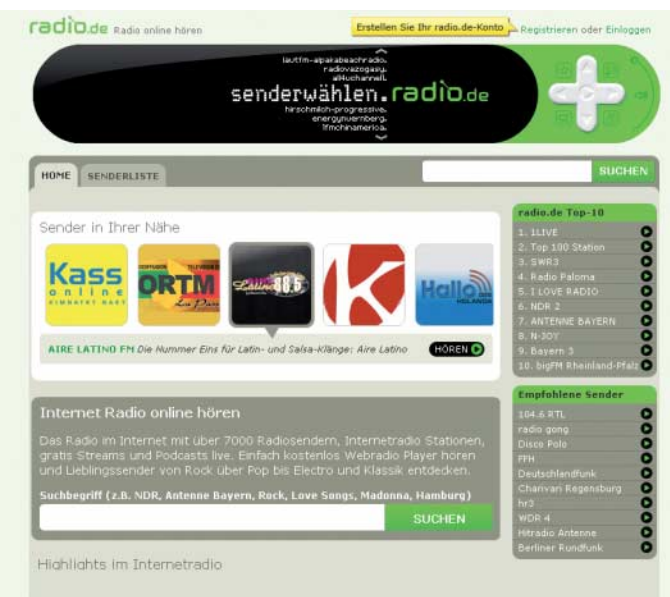 radio.de Radio online hören
Erstellen Sie Ihr radio.de-Konto
Registrieren oder Einloggen
lautfm-alpakabeachradio.
radiovazogasy.
al4uchannel1.
senderwählen.radio.de
hirschmilch-progressive.
energynuernberg.
1fmchinamerica.
HOME SENDERLISTE
SUCHEN
Sender in Ihrer Nähe
Kass
online
ORTM
Latino 88.5
K
Hallo
AIRE LATINO FM Die Nummer Eins für Latin- und Salsa-Klänge: Aire Latino
HÖREN
Internet Radio online hören
Das Radio im Internet mit über 7000 Radiosendern, Internetradio Stationen,
gratis Streams und Podcasts live. Einfach kostenlos Webradio Player hören
und Lieblingssender von Rock über Pop bis Electro und Klassik entdecken.
Suchbegriff (z.B. NDR, Antenne Bayern, Rock, Love Songs, Madonna, Hamburg)
SUCHEN
Highlights im Internetradio
radio.de Top-10
1. 1LIVE
2. Top 100 Station
3. SWR3
4. Radio Paloma
5. I LOVE RADIO
6. NDR 2
7. ANTENNE BAYERN
8. N-JOY
9. Bayern 3
10. bigFM Rheinland-Pfalz
Empfohlene Sender
104.6 RTL
radio gong
Disco Polo
FFH
Deutschlandfunk
Charivari Regensburg
hr3
WDR 4
Hitradio Antenne
Berliner Rundfunk